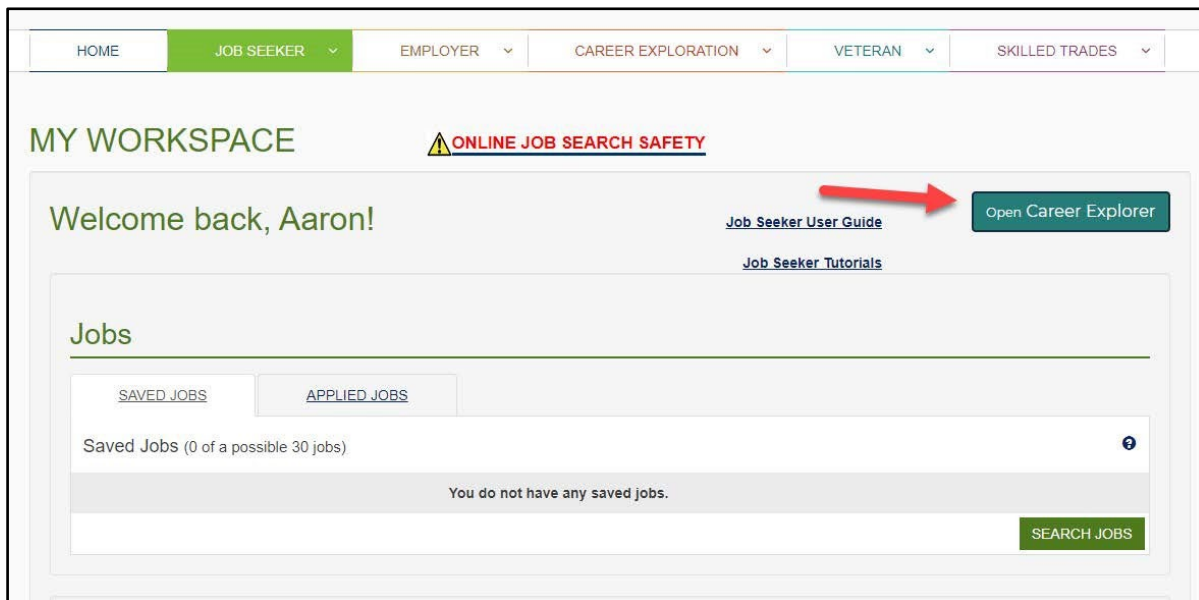 HOME JOB SEEKER EMPLOYER CAREER EXPLORATION VETERAN SKILLED TRADES
MY WORKSPACE
ONLINE JOB SEARCH SAFETY
Welcome back, Aaron!
Job Seeker User Guide
Open Career Explorer
Job Seeker Tutorials
Jobs
SAVED JOBS APPLIED JOBS
Saved Jobs (0 of a possible 30 jobs)
You do not have any saved jobs.
SEARCH JOBS